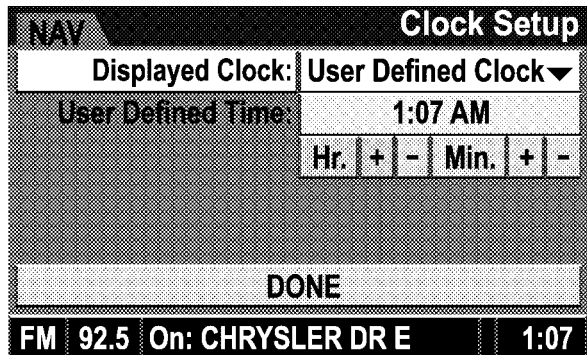 NAV Clock Setup
Displayed Clock: User Defined Clock
User Defined Time: 1:07 AM
Hr. + - Min. + -
DONE
FM 92.5 On: CHRYSLER DR E 1:07